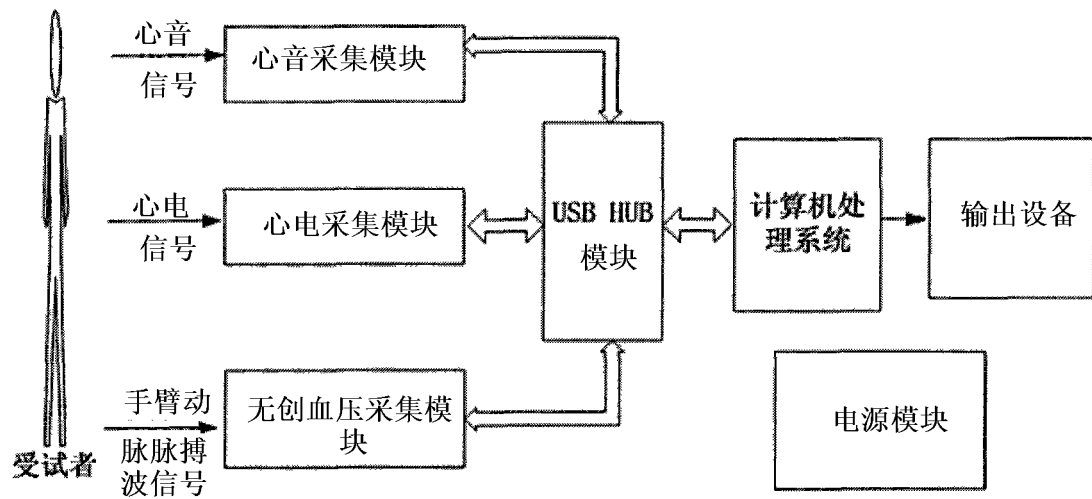 心音
信号
心音采集模块
心电
信号
心电采集模块
手臂动
脉脉搏
波信号
无创血压采集模
块
受试者
USB HUB
模块
计算机处
理系统
输出设备
电源模块